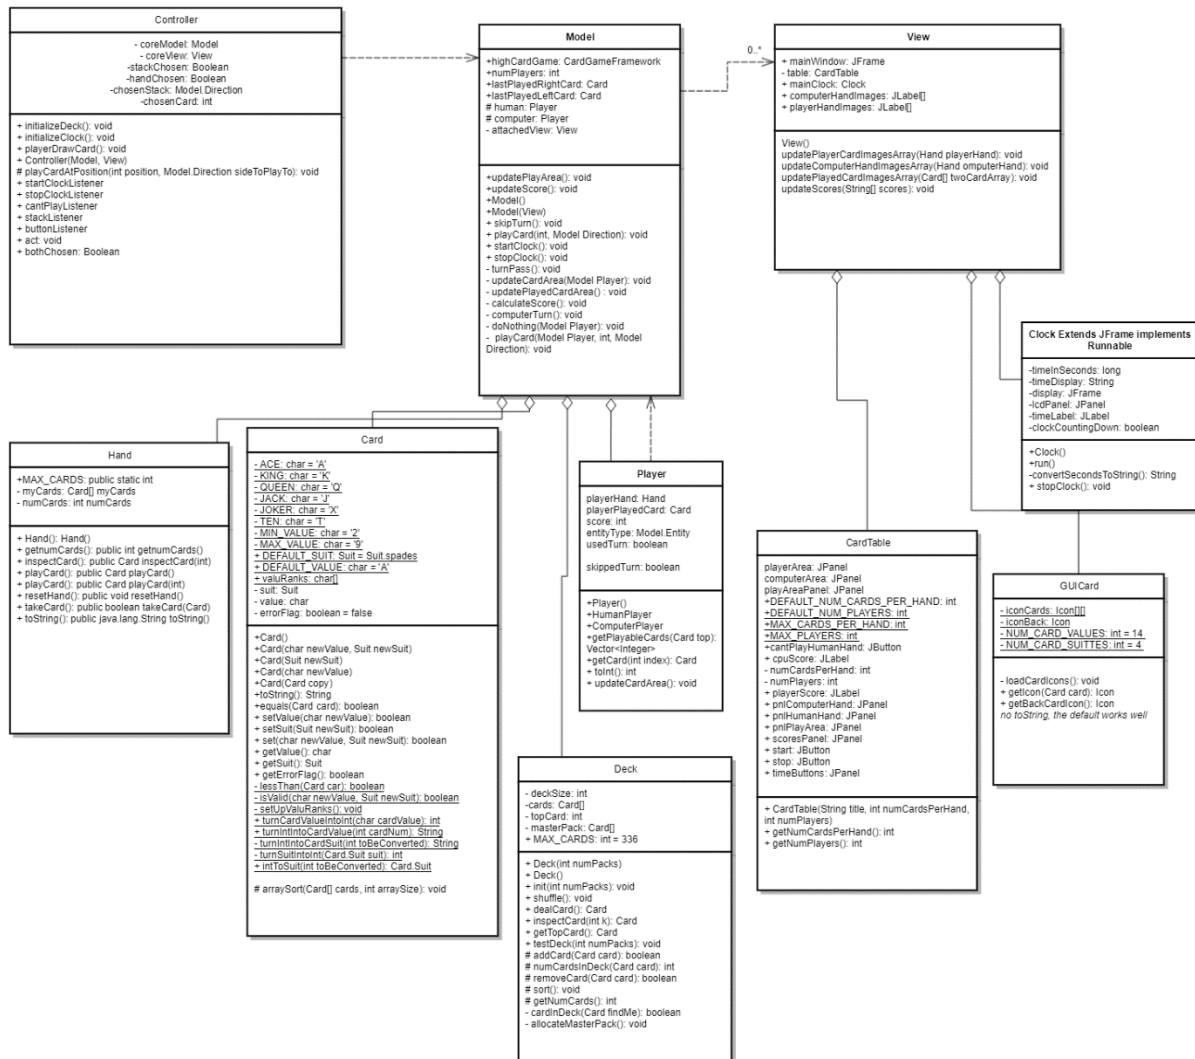 Controller
- coreModel: Model
- coreView: View
-stackChosen: Boolean
-handChosen: Boolean
-chosenStack: Model.Direction
-chosenCard: int
+ initializeDeck(): void
+ initializeClock(): void
+ playerDrawCard(): void
+ Controller(Model, View)
# playCardAtPosition(int position, Model.Direction sideToPlayTo): void
+ startClockListener
+ stopClockListener
+ cantPlayListener
+ stackListener
+ buttonListener
+ act: void
+ bothChosen: Boolean
Model
+highCardGame: CardGameFramework
+numPlayers: int
+lastPlayedRightCard: Card
+lastPlayedLeftCard: Card
# human: Player
# computer: Player
- attachedView: View
+updatePlayArea(): void
+updateScore(): void
+Model()
+Model(View)
+ skipTurn(): void
+ playCard(int, Model Direction): void
+ startClock(): void
+ stopClock(): void
- turnPass(): void
- updateCardArea(Model Player): void
- updatePlayedCardArea() : void
- calculateScore(): void
- computerTurn(): void
- doNothing(Model Player): void
- playCard(Model Player, int, Model
Direction): void
0..*
View
+ mainWindow: JFrame
- table: CardTable
+ mainClock: Clock
+ computerHandImages: JLabel[]
+ playerHandImages: JLabel[]
View()
updatePlayerCardImagesArray(Hand playerHand): void
updateComputerHandImagesArray(Hand omputerHand): void
updatePlayedCardImagesArray(Card[] twoCardArray): void
updateScores(String[] scores): void
Clock Extends JFrame implements
Runnable
-timeInSeconds: long
-timeDisplay: String
-display: JFrame
-lcdPanel: JPanel
-timeLabel: JLabel
-clockCountingDown: boolean
+Clock()
+run()
-convertSecondsToString(): String
+ stopClock(): void
Hand
+MAX_CARDS: public static int
- myCards: Card[] myCards
- numCards: int numCards
+ Hand(): Hand()
+ getnumCards(): public int getnumCards()
+ inspectCard(): public Card inspectCard(int)
+ playCard(): public Card playCard()
+ playCard(): public Card playCard(int)
+ resetHand(): public void resetHand()
+ takeCard(): public boolean takeCard(Card)
+ toString(): public java.lang.String toString()
Card
- ACE: char = 'A'
- KING: char = 'K'
- QUEEN: char = 'Q'
- JACK: char = 'J'
- JOKER: char = 'X'
- TEN: char = 'T'
- MIN_VALUE: char = '2'
- MAX_VALUE: char = '9'
+ DEFAULT_SUIT: Suit = Suit.spades
+ DEFAULT_VALUE: char = 'A'
+ valuRanks: char[]
- suit: Suit
- value: char
- errorFlag: boolean = false
+Card()
+Card(char newValue, Suit newSuit)
+Card(Suit newSuit)
+Card(char newValue)
+Card(Card copy)
+toString(): String
+equals(Card card): boolean
+ setValue(char newValue): boolean
+ setSuit(Suit newSuit): boolean
+ set(char newValue, Suit newSuit): boolean
+ getValue(): char
+ getSuit(): Suit
+ getErrorFlag(): boolean
- lessThan(Card car): boolean
- isValid(char newValue, Suit newSuit): boolean
- setUpValuRanks(): void
+ turnCardValueIntoInt(char cardValue): int
+ turnIntIntoCardValue(int cardNum): String
- turnIntIntoCardSuit(int toBeConverted): String
- turnSuitIntoInt(Card.Suit suit): int
+ intToSuit(int toBeConverted): Card.Suit
# arraySort(Card[] cards, int arraySize): void
Player
playerHand: Hand
playerPlayedCard: Card
score: int
entityType: Model.Entity
usedTurn: boolean
skippedTurn: boolean
+Player()
+HumanPlayer
+ComputerPlayer
+getPlayableCards(Card top):
Vector<Integer>
+getCard(int index): Card
+ toInt(): int
+ updateCardArea(): void
Deck
- deckSize: int
-cards: Card[]
- topCard: int
- masterPack: Card[]
+ MAX_CARDS: int = 336
+ Deck(int numPacks)
+ Deck()
+ init(int numPacks): void
+ shuffle(): void
+ dealCard(): Card
+ inspectCard(int k): Card
+ getTopCard(): Card
+ testDeck(int numPacks): void
# addCard(Card card): boolean
# numCardsInDeck(Card card): int
# removeCard(Card card): boolean
# sort(): void
# getNumCards(): int
- cardInDeck(Card findMe): boolean
- allocateMasterPack(): void
CardTable
playerArea: JPanel
computerArea: JPanel
playAreaPanel: JPanel
+DEFAULT_NUM_CARDS_PER_HAND: int
+DEFAULT_NUM_PLAYERS: int
+MAX_CARDS_PER_HAND: int
+MAX_PLAYERS: int
+cantPlayHumanHand: JButton
+ cpuScore: JLabel
- numCardsPerHand: int
- numPlayers: int
+ playerScore: JLabel
+ pnlComputerHand: JPanel
+ pnlHumanHand: JPanel
+ pnlPlayArea: JPanel
+ scoresPanel: JPanel
+ start: JButton
+ stop: JButton
+ timeButtons: JPanel
+ CardTable(String title, int numCardsPerHand,
int numPlayers)
+ getNumCardsPerHand(): int
+ getNumPlayers(): int
GUICard
- iconCards: Icon[][]
- iconBack: Icon
- NUM_CARD_VALUES: int = 14
- NUM_CARD_SUITTES: int = 4
- loadCardIcons(): void
+ getIcon(Card card): Icon
+ getBackCardIcon(): Icon
no toString, the default works well